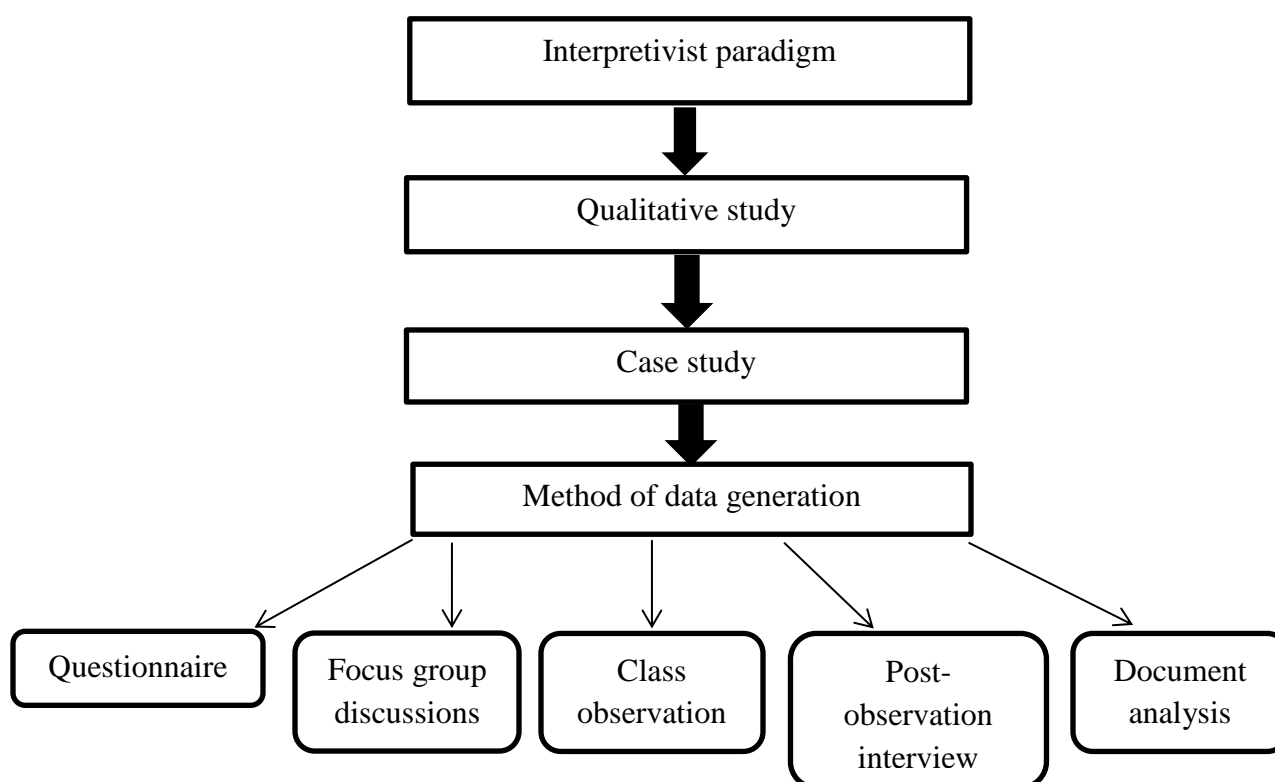 Interpretivist paradigm
Qualitative study
Case study
Method of data generation
Questionnaire
Focus group
discussions
Class
observation
Post-
observation
interview
Document
analysis